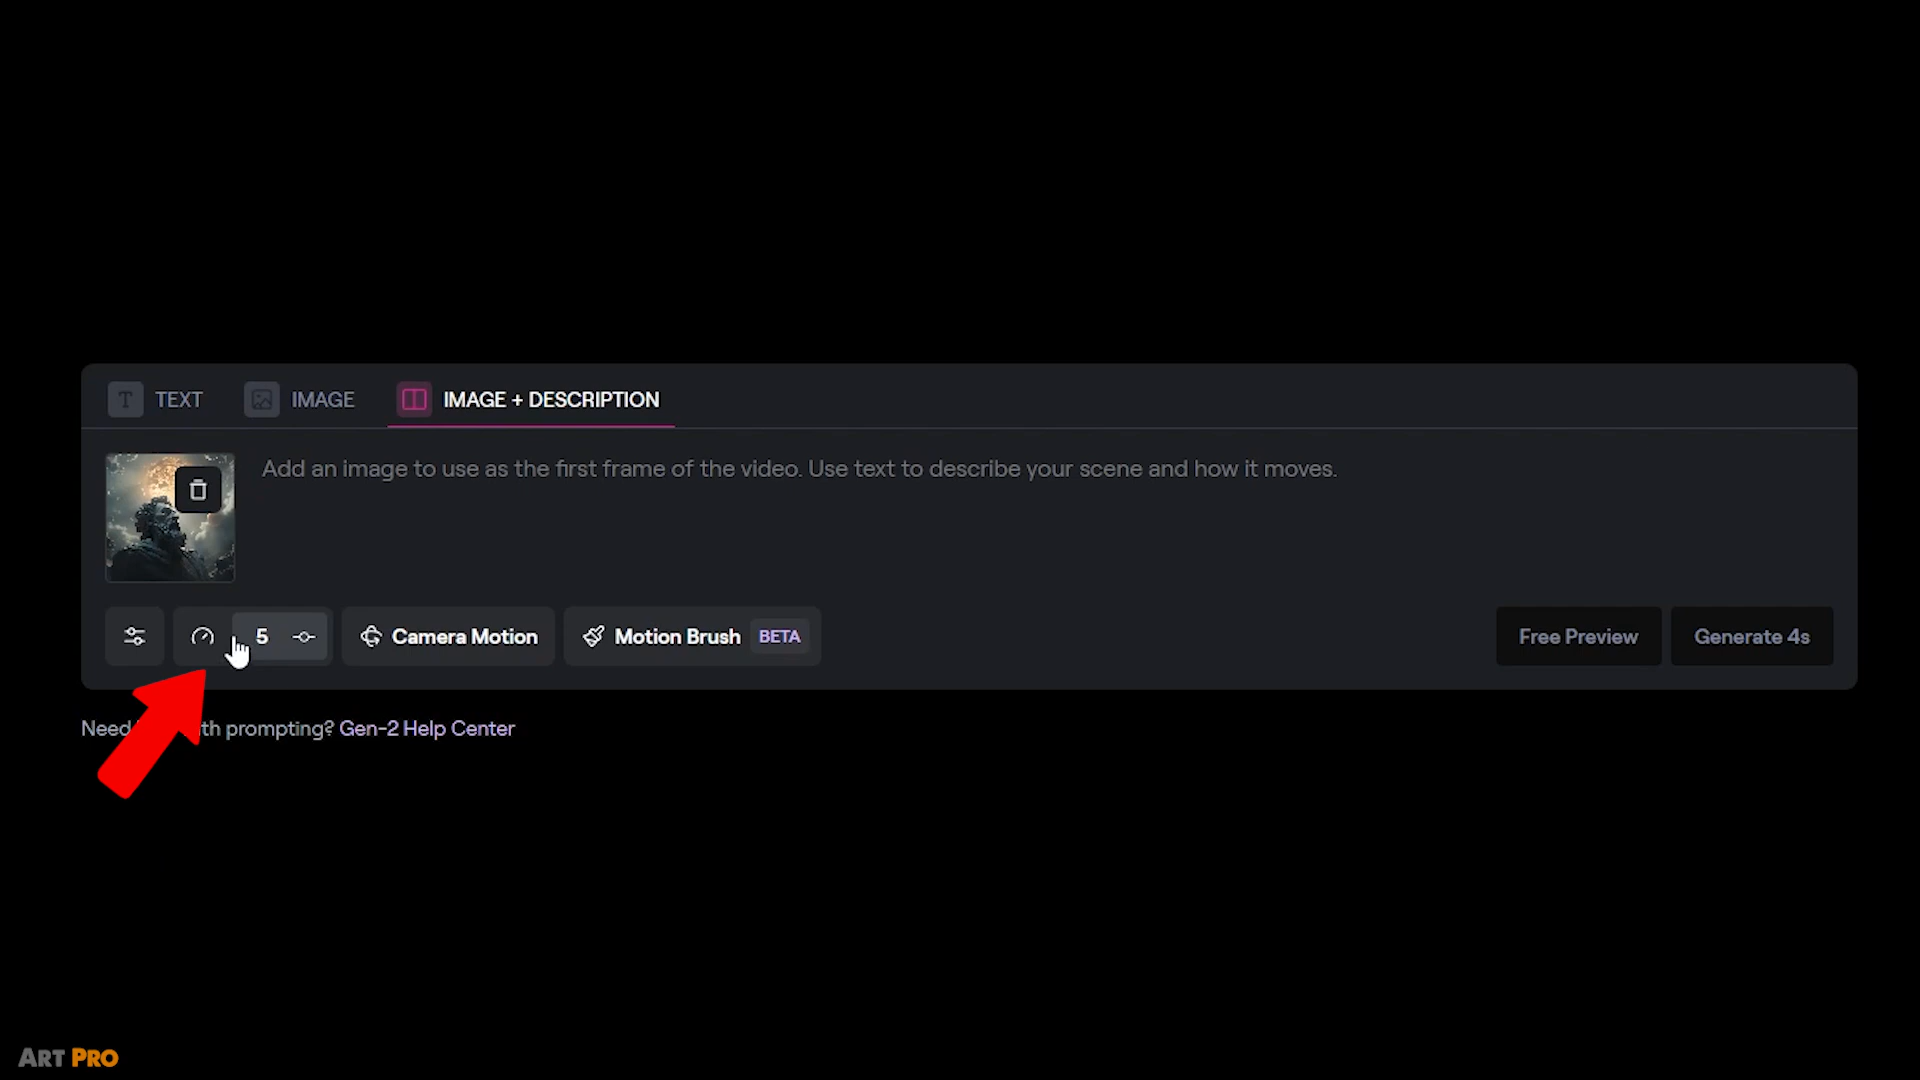 TEXT IMAGE IMAGE + DESCRIPTION
Add an image to use as the first frame of the video. Use text to describe your scene and how it moves.
5 Camera Motion Motion Brush BETA Free Preview Generate 4s
Need th prompting? Gen-2 Help Center
ART PRO